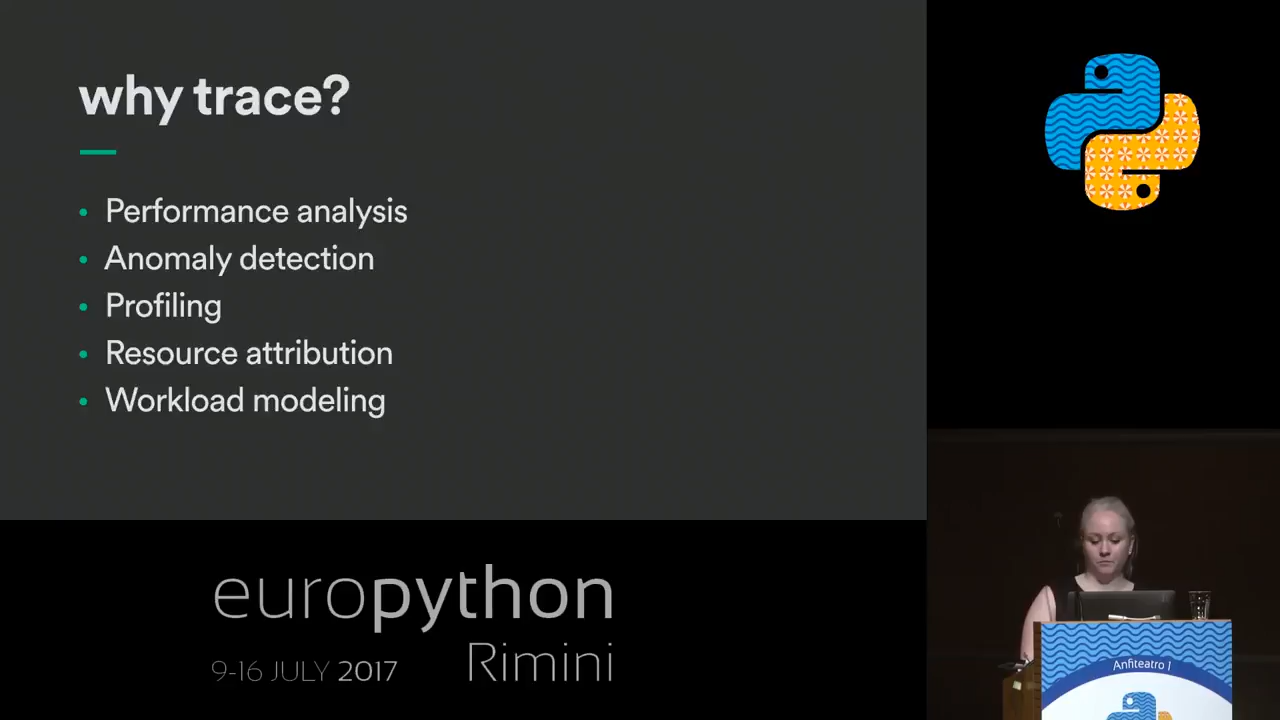 why trace?
• Performance analysis
• Anomaly detection
• Profiling
• Resource attribution
• Workload modeling
europython
9-16 JULY 2017 Rimini
Anfiteatro I